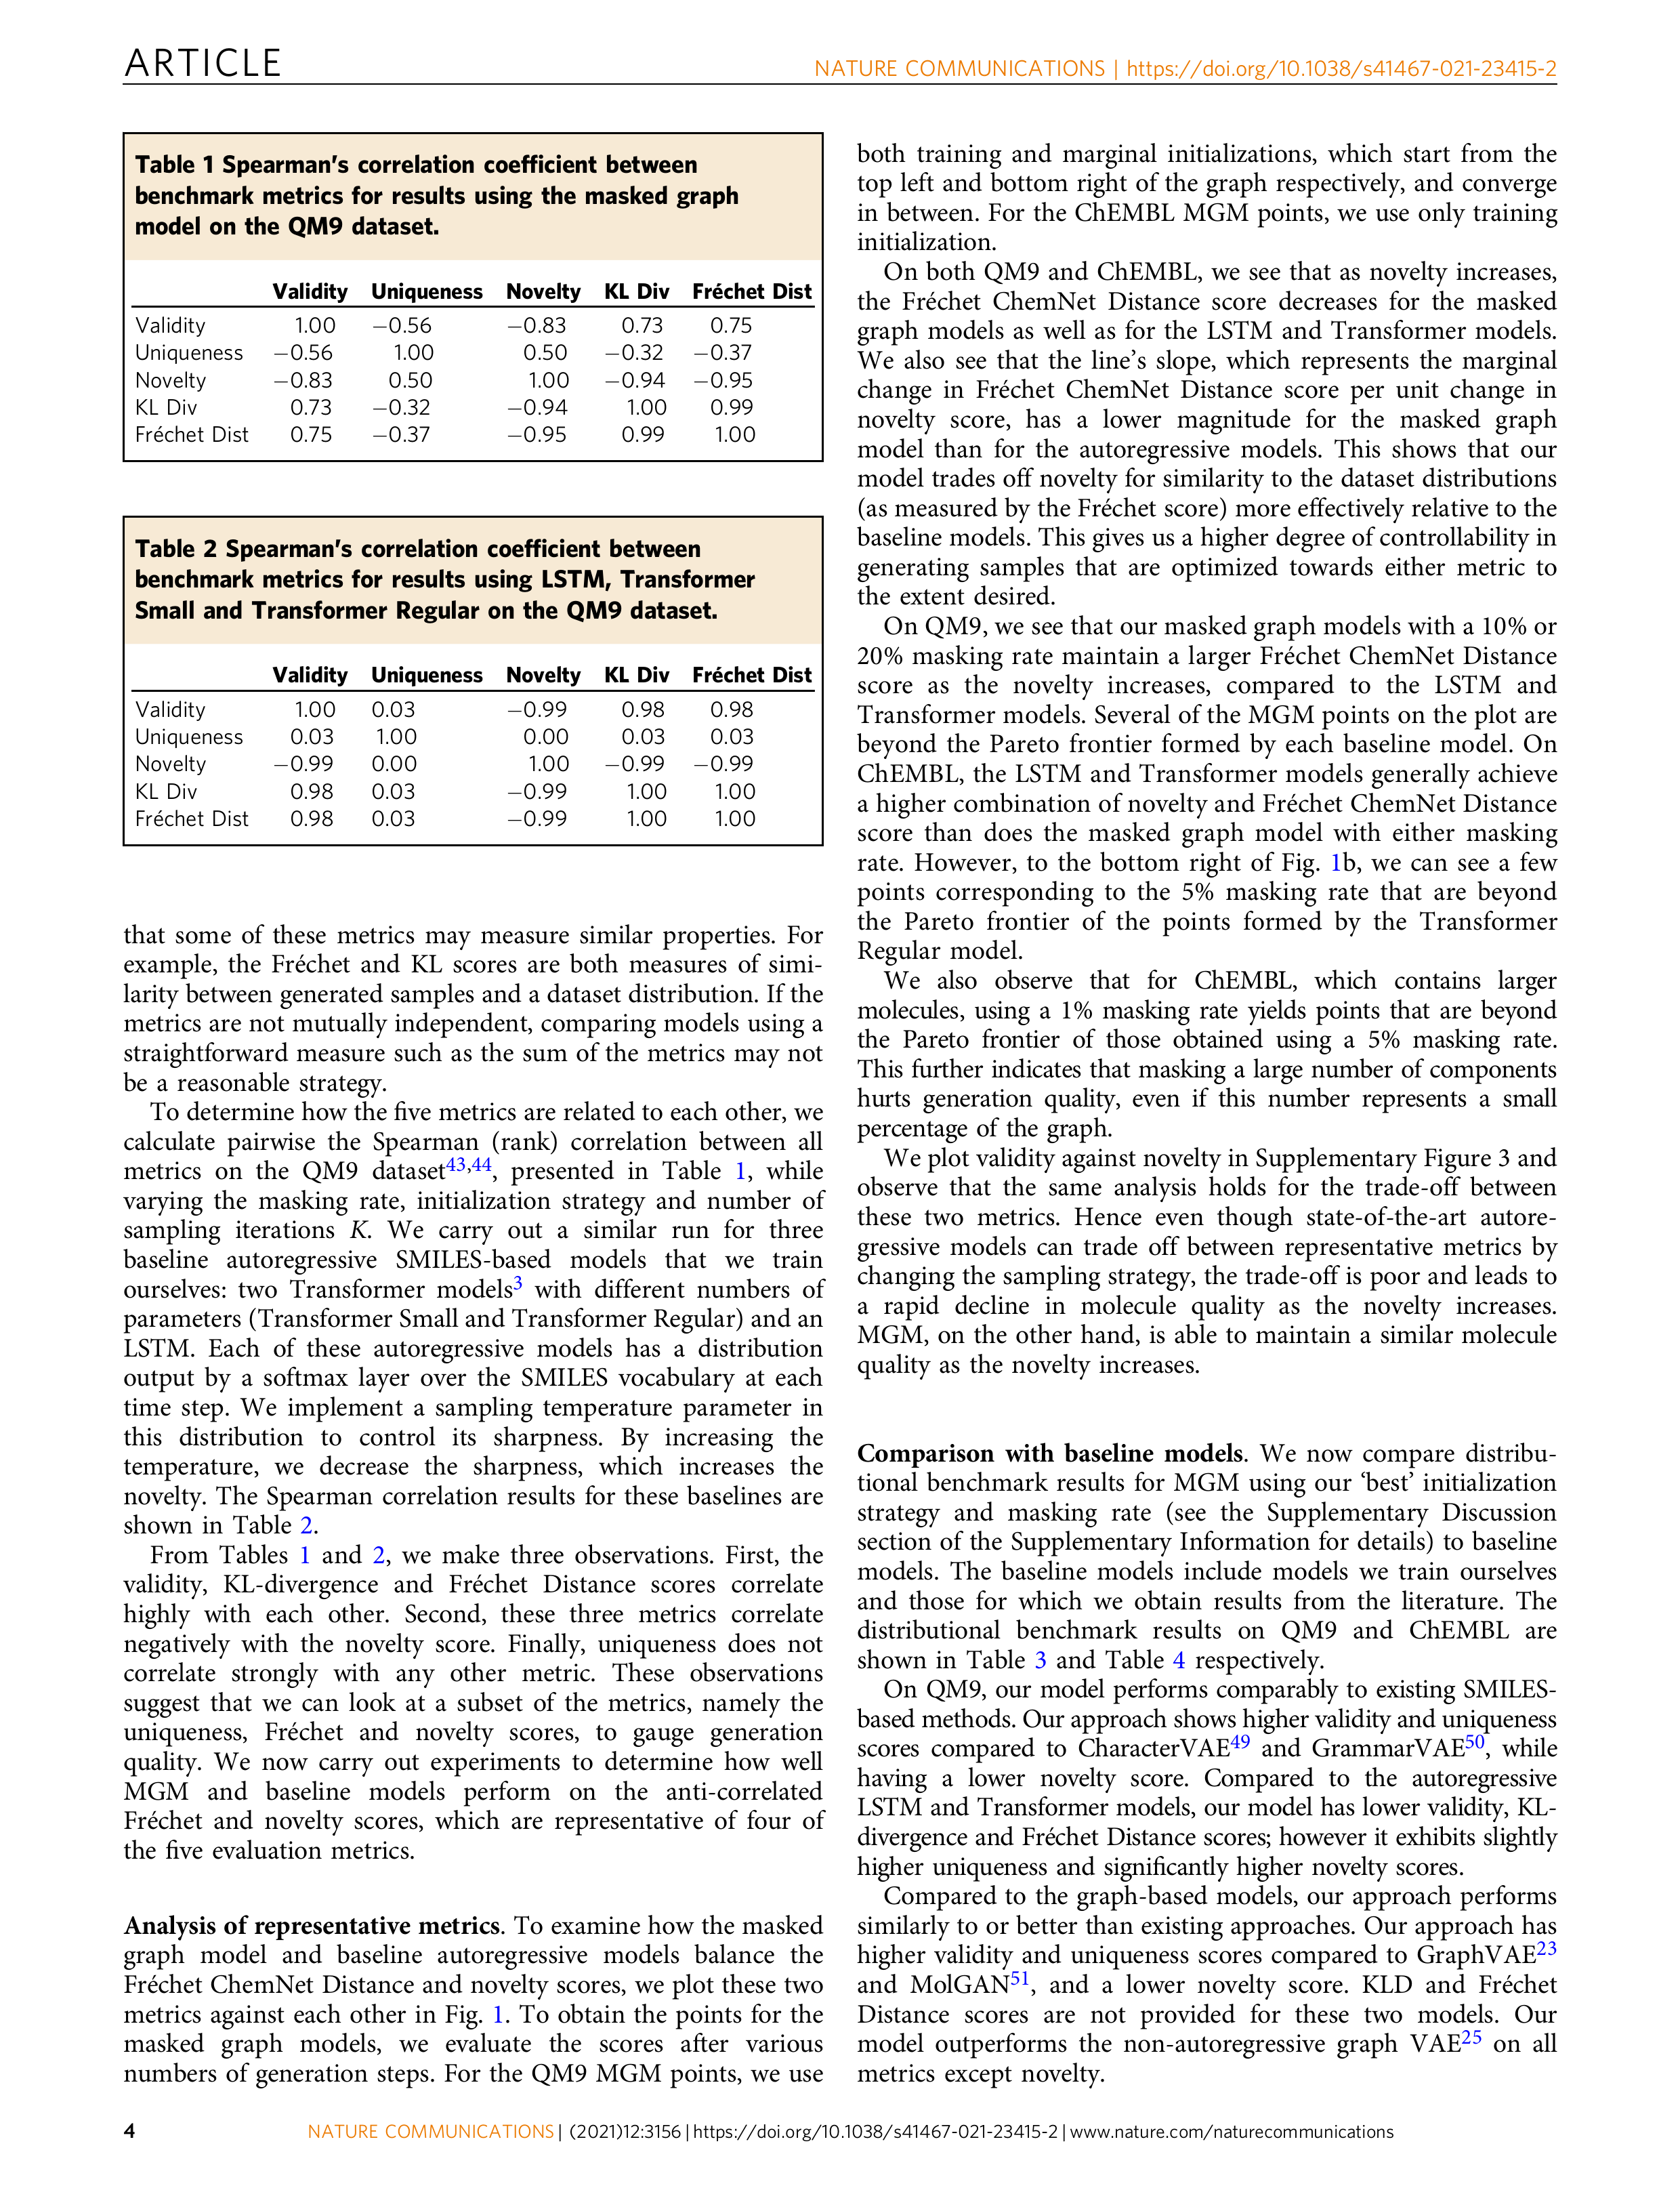 ARTICLE
NATURE COMMUNICATIONS | https://doi.org/10.1038/s41467-021-23415-2
Table 1 Spearman's correlation coefficient between
benchmark metrics for results using the masked graph
model on the QM9 dataset.
Validity Uniqueness Novelty KL Div Fréchet Dist
Validity 1.00 −0.56 −0.83 0.73 0.75
Uniqueness −0.56 1.00 0.50 −0.32 −0.37
Novelty −0.83 0.50 1.00 −0.94 −0.95
KL Div 0.73 −0.32 −0.94 1.00 0.99
Fréchet Dist 0.75 −0.37 −0.95 0.99 1.00
Table 2 Spearman's correlation coefficient between
benchmark metrics for results using LSTM, Transformer
Small and Transformer Regular on the QM9 dataset.
Validity Uniqueness Novelty KL Div Fréchet Dist
Validity 1.00 0.03 −0.99 0.98 0.98
Uniqueness 0.03 1.00 0.00 0.03 0.03
Novelty −0.99 0.00 1.00 −0.99 −0.99
KL Div 0.98 0.03 −0.99 1.00 1.00
Fréchet Dist 0.98 0.03 −0.99 1.00 1.00
that some of these metrics may measure similar properties. For
example, the Fréchet and KL scores are both measures of simi-
larity between generated samples and a dataset distribution. If the
metrics are not mutually independent, comparing models using a
straightforward measure such as the sum of the metrics may not
be a reasonable strategy.
To determine how the five metrics are related to each other, we
calculate pairwise the Spearman (rank) correlation between all
metrics on the QM9 dataset43,44, presented in Table 1, while
varying the masking rate, initialization strategy and number of
sampling iterations K. We carry out a similar run for three
baseline autoregressive SMILES-based models that we train
ourselves: two Transformer models3 with different numbers of
parameters (Transformer Small and Transformer Regular) and an
LSTM. Each of these autoregressive models has a distribution
output by a softmax layer over the SMILES vocabulary at each
time step. We implement a sampling temperature parameter in
this distribution to control its sharpness. By increasing the
temperature, we decrease the sharpness, which increases the
novelty. The Spearman correlation results for these baselines are
shown in Table 2.
From Tables 1 and 2, we make three observations. First, the
validity, KL-divergence and Fréchet Distance scores correlate
highly with each other. Second, these three metrics correlate
negatively with the novelty score. Finally, uniqueness does not
correlate strongly with any other metric. These observations
suggest that we can look at a subset of the metrics, namely the
uniqueness, Fréchet and novelty scores, to gauge generation
quality. We now carry out experiments to determine how well
MGM and baseline models perform on the anti-correlated
Fréchet and novelty scores, which are representative of four of
the five evaluation metrics.
Analysis of representative metrics. To examine how the masked
graph model and baseline autoregressive models balance the
Fréchet ChemNet Distance and novelty scores, we plot these two
metrics against each other in Fig. 1. To obtain the points for the
masked graph models, we evaluate the scores after various
numbers of generation steps. For the QM9 MGM points, we use
both training and marginal initializations, which start from the
top left and bottom right of the graph respectively, and converge
in between. For the ChEMBL MGM points, we use only training
initialization.
On both QM9 and ChEMBL, we see that as novelty increases,
the Fréchet ChemNet Distance score decreases for the masked
graph models as well as for the LSTM and Transformer models.
We also see that the line's slope, which represents the marginal
change in Fréchet ChemNet Distance score per unit change in
novelty score, has a lower magnitude for the masked graph
model than for the autoregressive models. This shows that our
model trades off novelty for similarity to the dataset distributions
(as measured by the Fréchet score) more effectively relative to the
baseline models. This gives us a higher degree of controllability in
generating samples that are optimized towards either metric to
the extent desired.
On QM9, we see that our masked graph models with a 10% or
20% masking rate maintain a larger Fréchet ChemNet Distance
score as the novelty increases, compared to the LSTM and
Transformer models. Several of the MGM points on the plot are
beyond the Pareto frontier formed by each baseline model. On
ChEMBL, the LSTM and Transformer models generally achieve
a higher combination of novelty and Fréchet ChemNet Distance
score than does the masked graph model with either masking
rate. However, to the bottom right of Fig. 1b, we can see a few
points corresponding to the 5% masking rate that are beyond
the Pareto frontier of the points formed by the Transformer
Regular model.
We also observe that for ChEMBL, which contains larger
molecules, using a 1% masking rate yields points that are beyond
the Pareto frontier of those obtained using a 5% masking rate.
This further indicates that masking a large number of components
hurts generation quality, even if this number represents a small
percentage of the graph.
We plot validity against novelty in Supplementary Figure 3 and
observe that the same analysis holds for the trade-off between
these two metrics. Hence even though state-of-the-art autore-
gressive models can trade off between representative metrics by
changing the sampling strategy, the trade-off is poor and leads to
a rapid decline in molecule quality as the novelty increases.
MGM, on the other hand, is able to maintain a similar molecule
quality as the novelty increases.
Comparison with baseline models. We now compare distribu-
tional benchmark results for MGM using our 'best' initialization
strategy and masking rate (see the Supplementary Discussion
section of the Supplementary Information for details) to baseline
models. The baseline models include models we train ourselves
and those for which we obtain results from the literature. The
distributional benchmark results on QM9 and ChEMBL are
shown in Table 3 and Table 4 respectively.
On QM9, our model performs comparably to existing SMILES-
based methods. Our approach shows higher validity and uniqueness
scores compared to CharacterVAE49 and GrammarVAE50, while
having a lower novelty score. Compared to the autoregressive
LSTM and Transformer models, our model has lower validity, KL-
divergence and Fréchet Distance scores; however it exhibits slightly
higher uniqueness and significantly higher novelty scores.
Compared to the graph-based models, our approach performs
similarly to or better than existing approaches. Our approach has
higher validity and uniqueness scores compared to GraphVAE23
and MolGAN51, and a lower novelty score. KLD and Fréchet
Distance scores are not provided for these two models. Our
model outperforms the non-autoregressive graph VAE25 on all
metrics except novelty.
4 NATURE COMMUNICATIONS | (2021)12:3156 | https://doi.org/10.1038/s41467-021-23415-2 | www.nature.com/naturecommunications